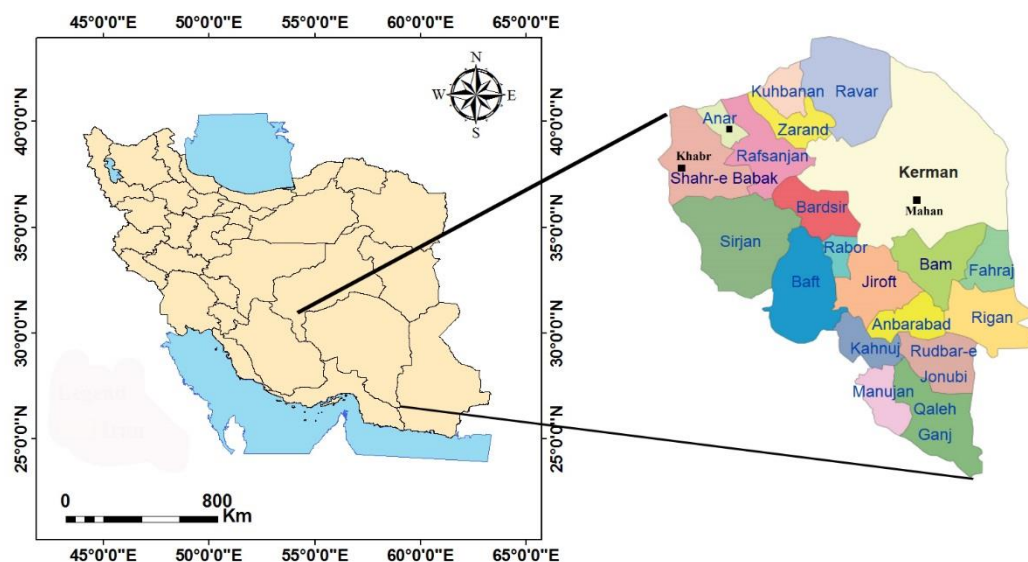 45°0'0"E 50°0'0"E 55°0'0"E 60°0'0"E 65°0'0"E
40°0'0"N
35°0'0"N
30°0'0"N
25°0'0"N
N
W E
S
Legend
Iran
0 800
Km
40°0'0"N
35°0'0"N
30°0'0"N
25°0'0"N
45°0'0"E 50°0'0"E 55°0'0"E 60°0'0"E 65°0'0"E
Kuhbanan
Ravar
Anar
Zarand
Khabr
Rafsanjan
Shahr-e Babak
Kerman
Mahan
Bardsir
Sirjan
Rabor
Bam
Fahraj
Baft
Jiroft
Rigan
Anbarabad
Kahnuj
Rudbar-e
Jonubi
Manujan
Qaleh
Ganj